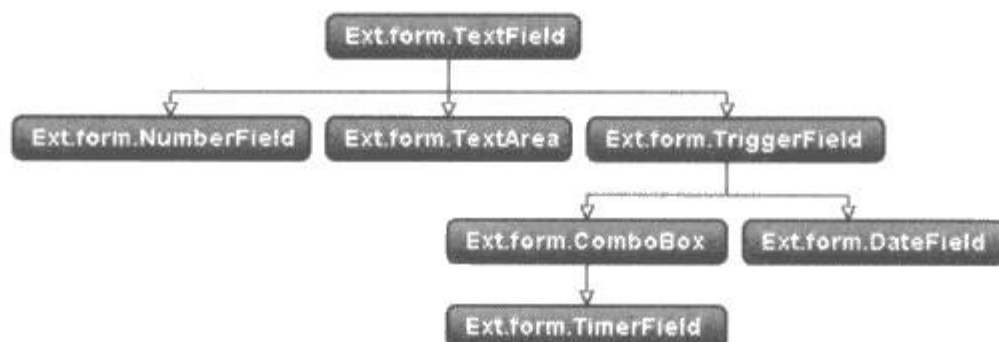 Ext.form.TextField
Ext.form.NumberField
Ext.form.TextArea
Ext.form.TriggerField
Ext.form.ComboBox
Ext.form.DateField
Ext.form.TimerField